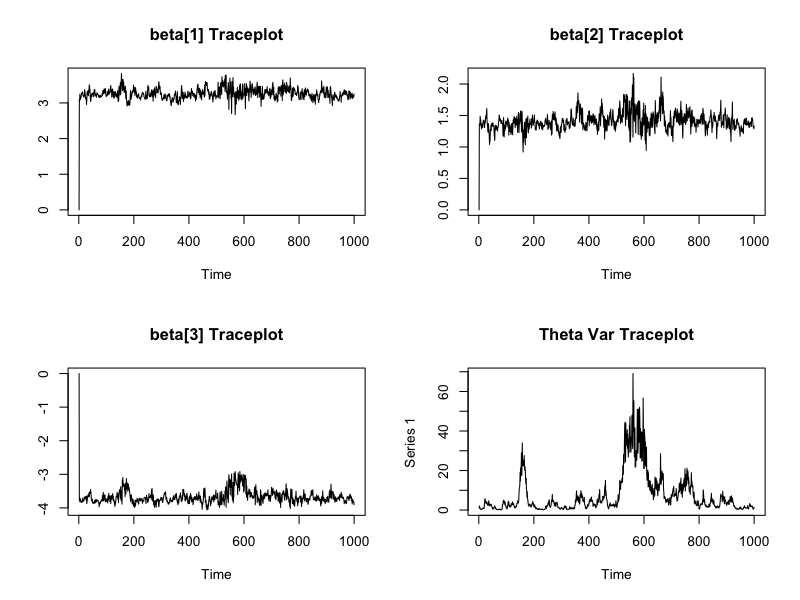 beta[1] Traceplot
3
2
1
0
0 200 400 600 800 1000
Time
beta[2] Traceplot
2.0
1.5
1.0
0.5
0.0
0 200 400 600 800 1000
Time
beta[3] Traceplot
0
-1
-2
-3
-4
0 200 400 600 800 1000
Time
Theta Var Traceplot
Series 1
60
40
20
0
0 200 400 600 800 1000
Time